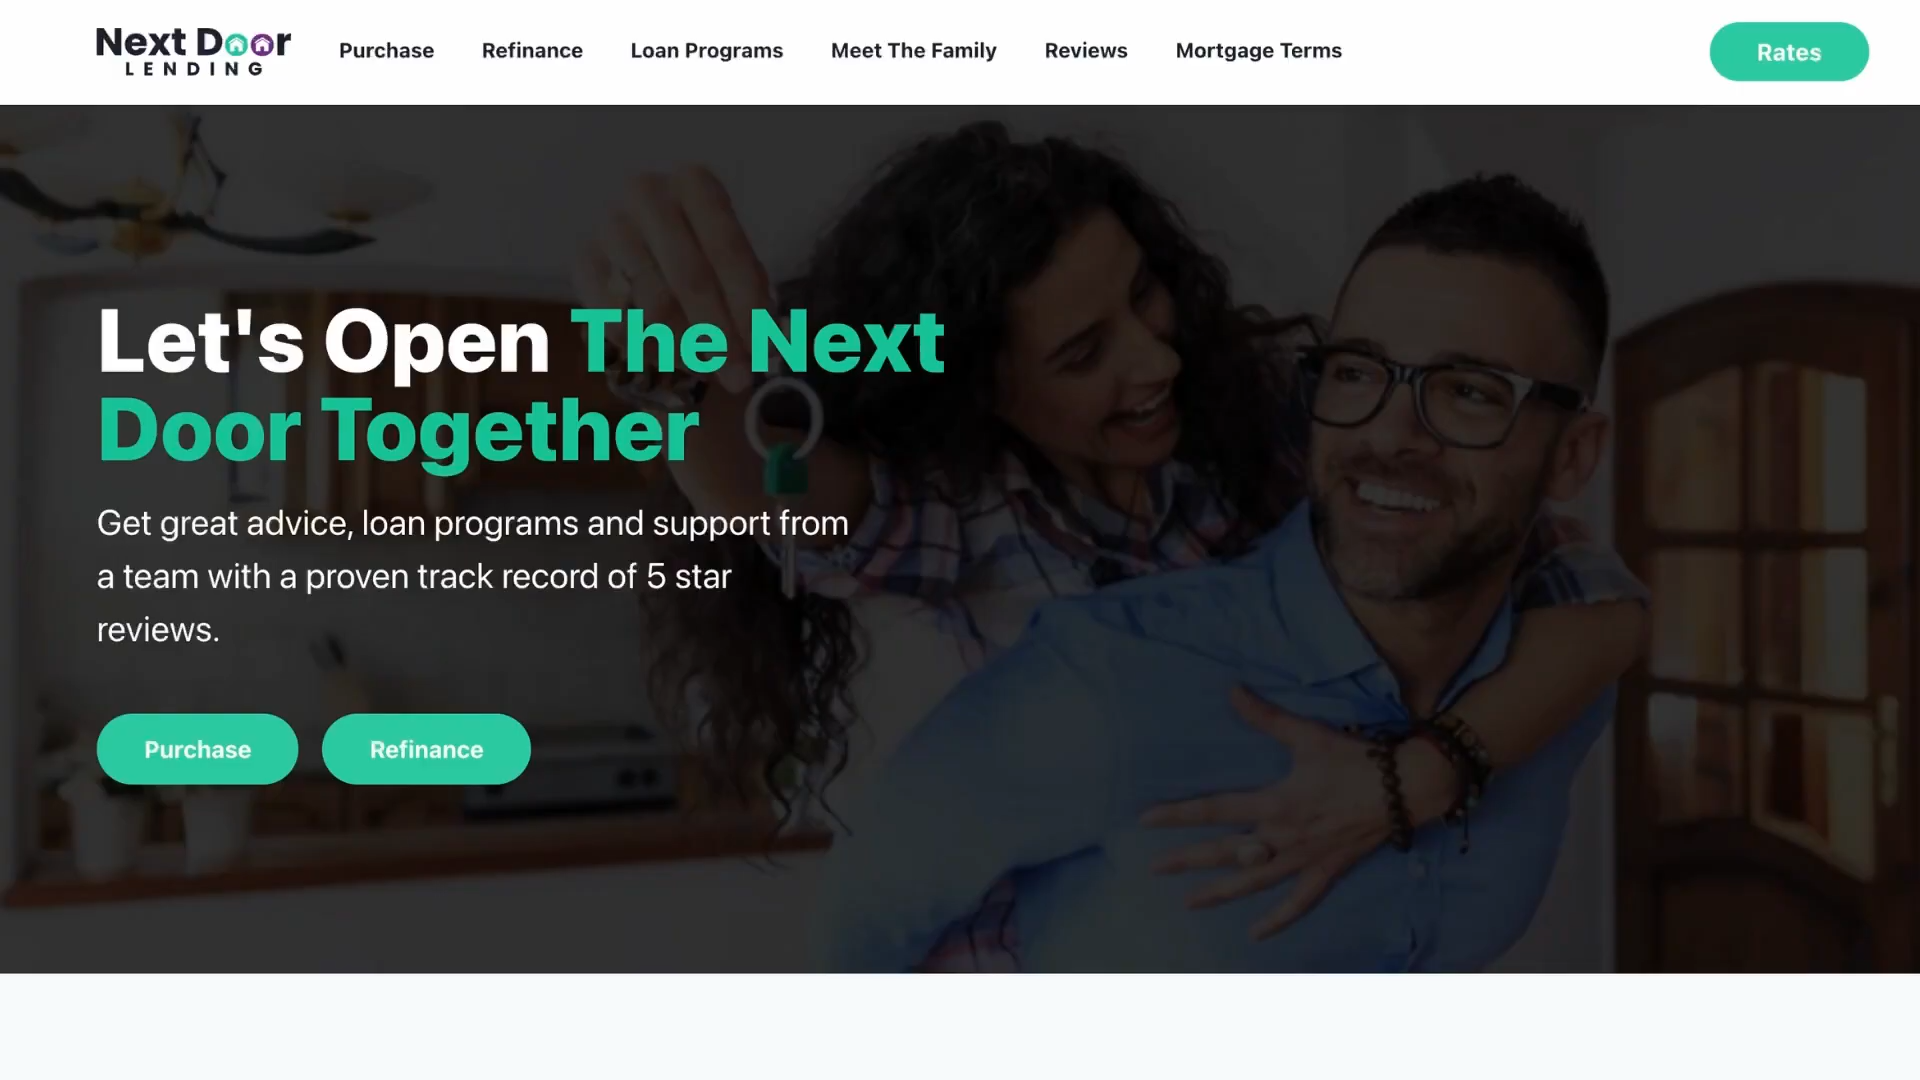 Next Door
LENDING
Purchase
Refinance
Loan Programs
Meet The Family
Reviews
Mortgage Terms
Rates
Let's Open The Next
Door Together
Get great advice, loan programs and support from
a team with a proven track record of 5 star
reviews.
Purchase
Refinance